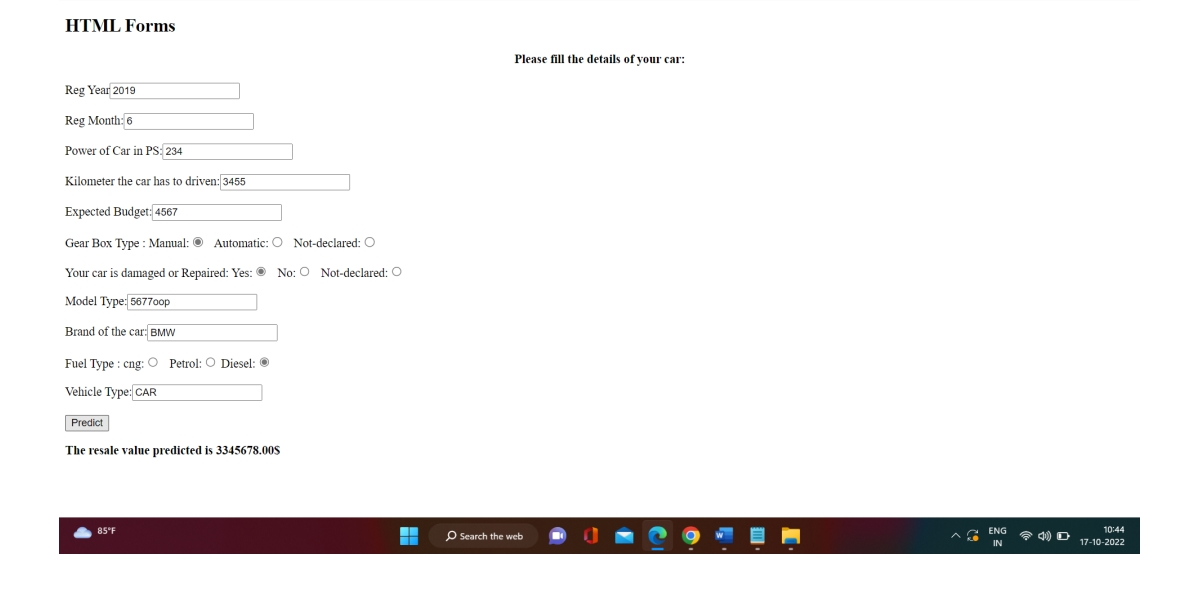 HTML Forms
Please fill the details of your car:
Reg Year 2019
Reg Month: 6
Power of Car in PS: 234
Kilometer the car has to driven: 3455
Expected Budget: 4567
Gear Box Type : Manual: Automatic: Not-declared:
Your car is damaged or Repaired: Yes: No: Not-declared:
Model Type: 5677oop
Brand of the car: BMW
Fuel Type : cng: Petrol: Diesel:
Vehicle Type: CAR
Predict
The resale value predicted is 3345678.00$
85°F Search the web ENG IN 10:44 17-10-2022